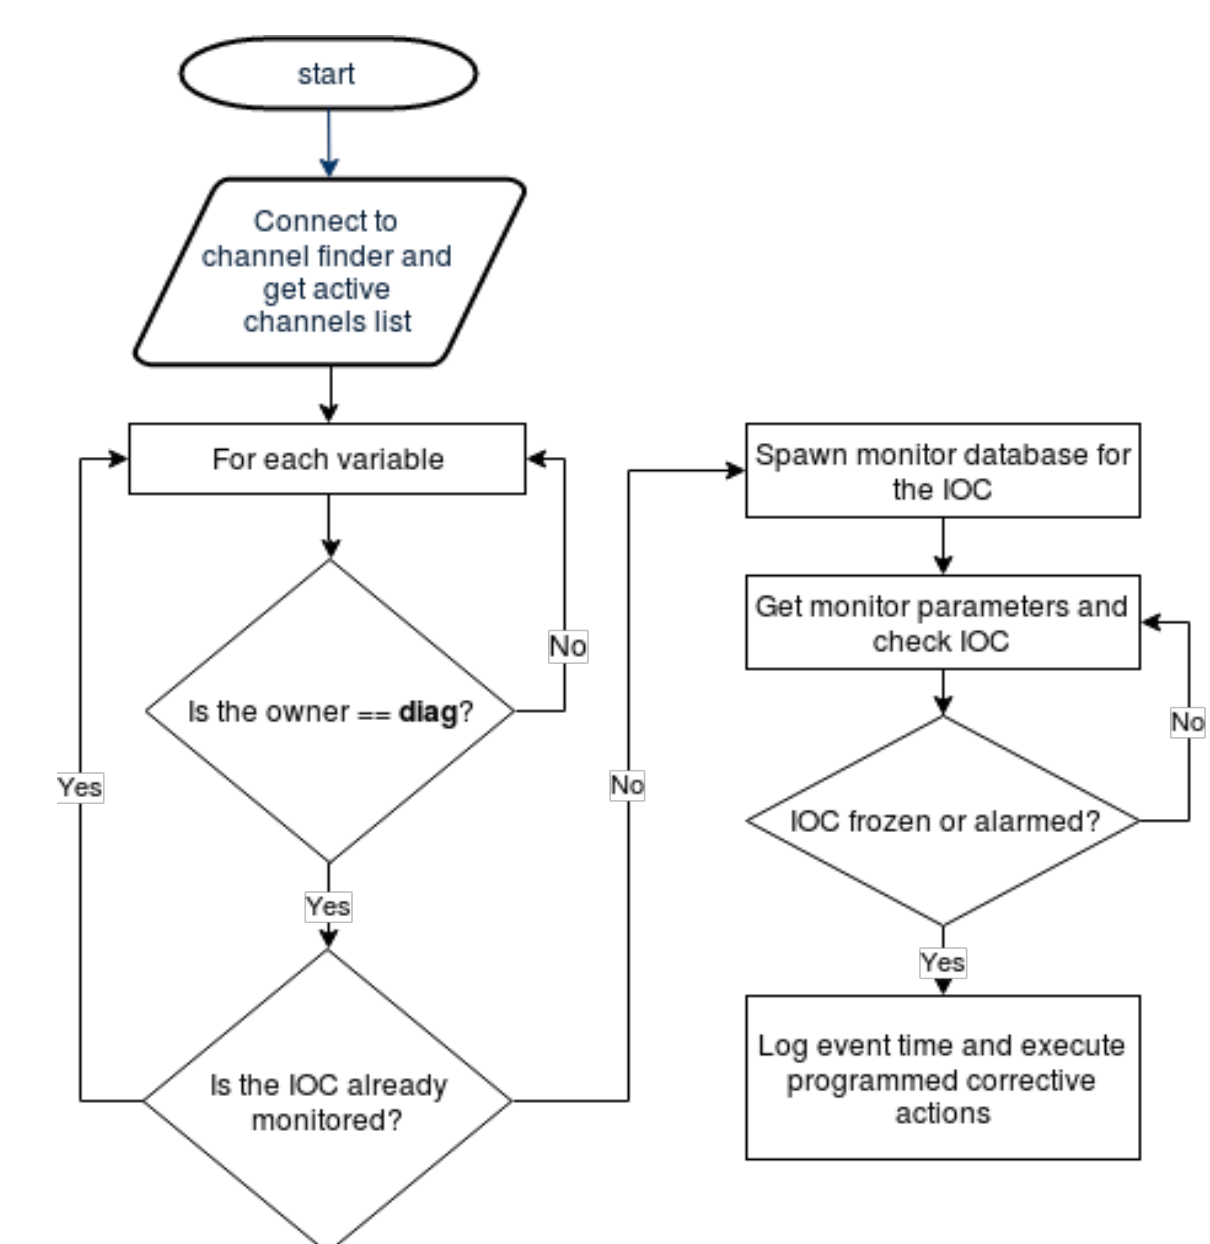 start
Connect to
channel finder and
get active
channels list
For each variable
No
Is the owner == diag?
Yes
Yes
Is the IOC already
monitored?
No
Spawn monitor database for
the IOC
Get monitor parameters and
check IOC
No
IOC frozen or alarmed?
Yes
Log event time and execute
programmed corrective
actions